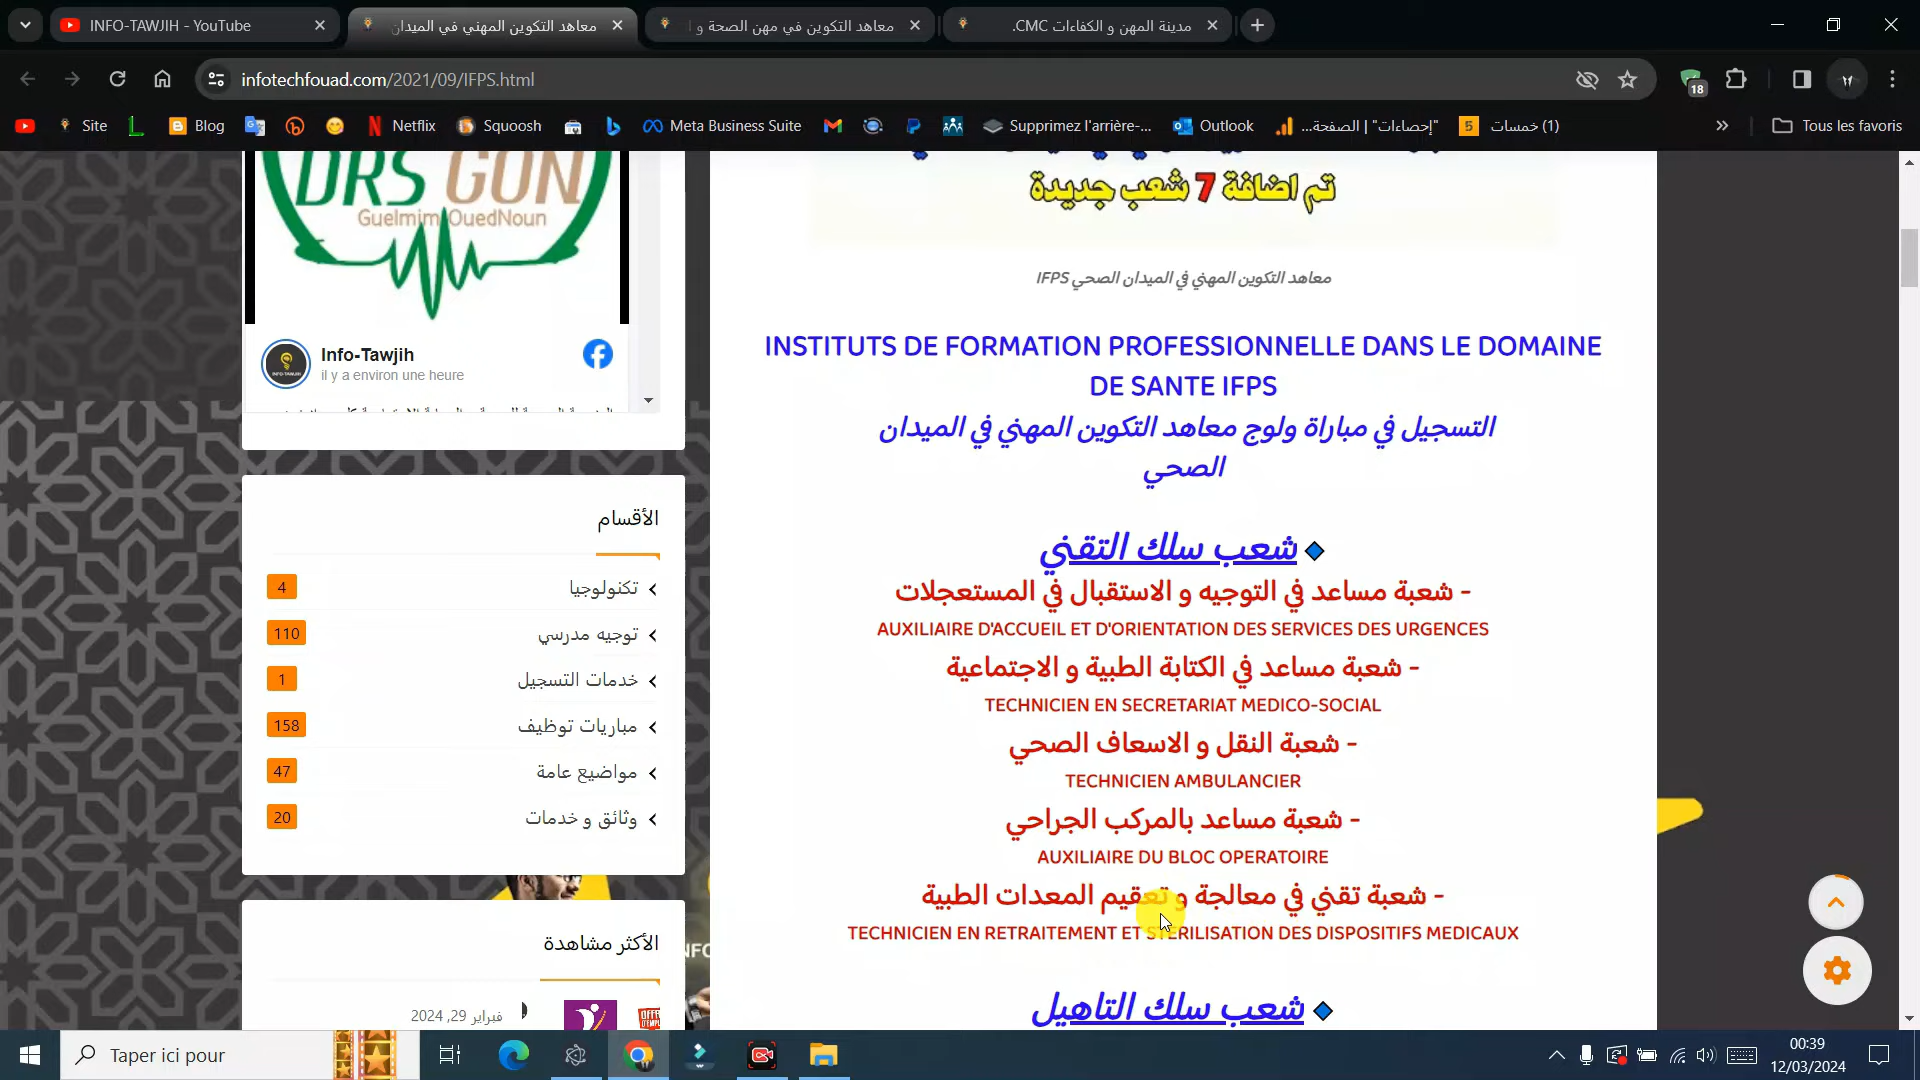 INFO-TAWJIH - YouTube
معاهد التكوين المهني في الميدان
معاهد التكوين في مهن الصحة و ا
مدينة المهن و الكفاءات CMC.
infotechfouad.com/2021/09/IFPS.html
18
Site
Blog
Netflix
Squoosh
Meta Business Suite
Supprimez l'arrière-...
Outlook
"إحصاءات" | الصفحة...
5
(1) خمسات
Tous les favoris
DRS GON
Guelmim OuedNoun
Info-Tawjih
il y a environ une heure
الأقسام
تكنولوجيا
4
توجيه مدرسي
110
خدمات التسجيل
1
مباريات توظيف
158
مواضيع عامة
47
وثائق و خدمات
20
الأكثر مشاهدة
فبراير 29, 2024
تم اضافة 7 شعب جديدة
معاهد التكوين المهني في الميدان الصحي IFPS
INSTITUTS DE FORMATION PROFESSIONNELLE DANS LE DOMAINE
DE SANTE IFPS
التسجيل في مباراة ولوج معاهد التكوين المهني في الميدان
الصحي
شعب سلك التقني
- شعبة مساعد في التوجيه و الاستقبال في المستعجلات
AUXILIAIRE D'ACCUEIL ET D'ORIENTATION DES SERVICES DES URGENCES
- شعبة مساعد في الكتابة الطبية و الاجتماعية
TECHNICIEN EN SECRETARIAT MEDICO-SOCIAL
- شعبة النقل و الاسعاف الصحي
TECHNICIEN AMBULANCIER
- شعبة مساعد بالمركب الجراحي
AUXILIAIRE DU BLOC OPERATOIRE
- شعبة تقني في معالجة و تعقيم المعدات الطبية
TECHNICIEN EN RETRAITEMENT ET STERILISATION DES DISPOSITIFS MEDICAUX
شعب سلك التاهيل
Taper ici pour
00:39
12/03/2024